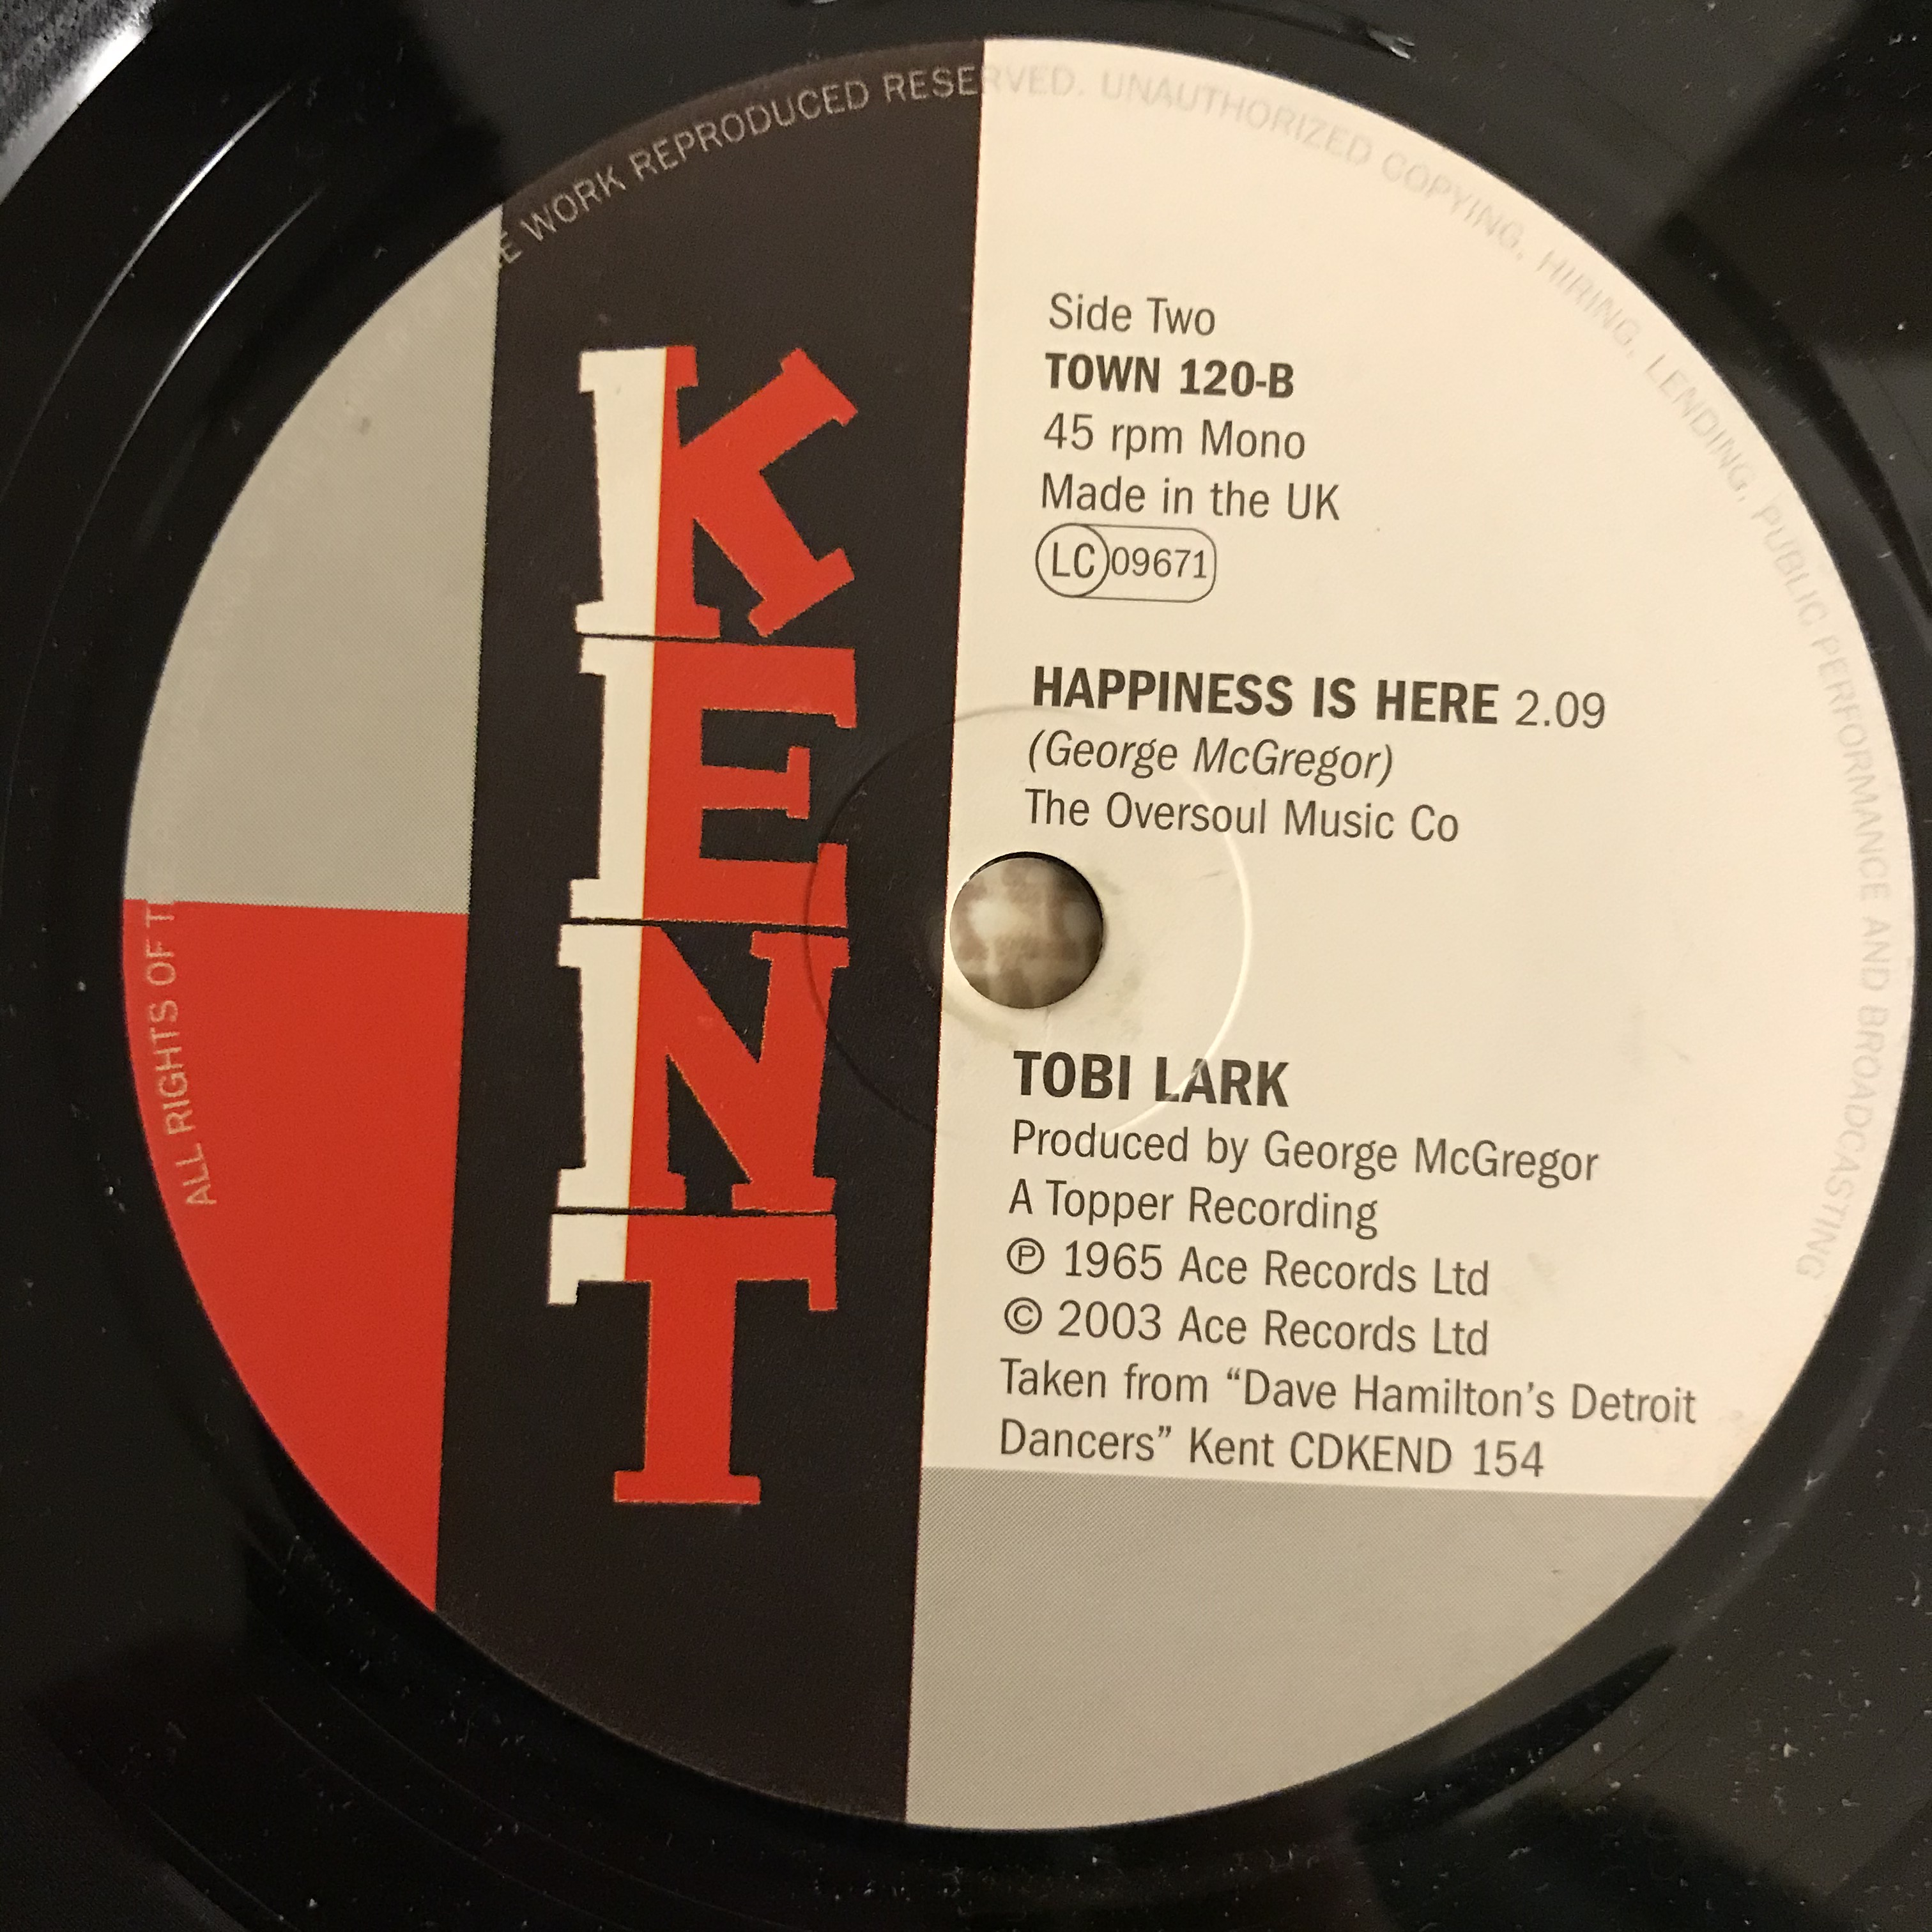 KENT
Side Two
TOWN 120-B
45 rpm Mono
Made in the UK
LC 09671
HAPPINESS IS HERE 2.09
(George McGregor)
The Oversoul Music Co
TOBI LARK
Produced by George McGregor
A Topper Recording
℗ 1965 Ace Records Ltd
© 2003 Ace Records Ltd
Taken from “Dave Hamilton’s Detroit
Dancers” Kent CDKEND 154
ALL RIGHTS OF WORK REPRODUCED RESERVED. UNAUTHORIZED COPYING, HIRING, LENDING, PUBLIC PERFORMANCE AND BROADCASTING